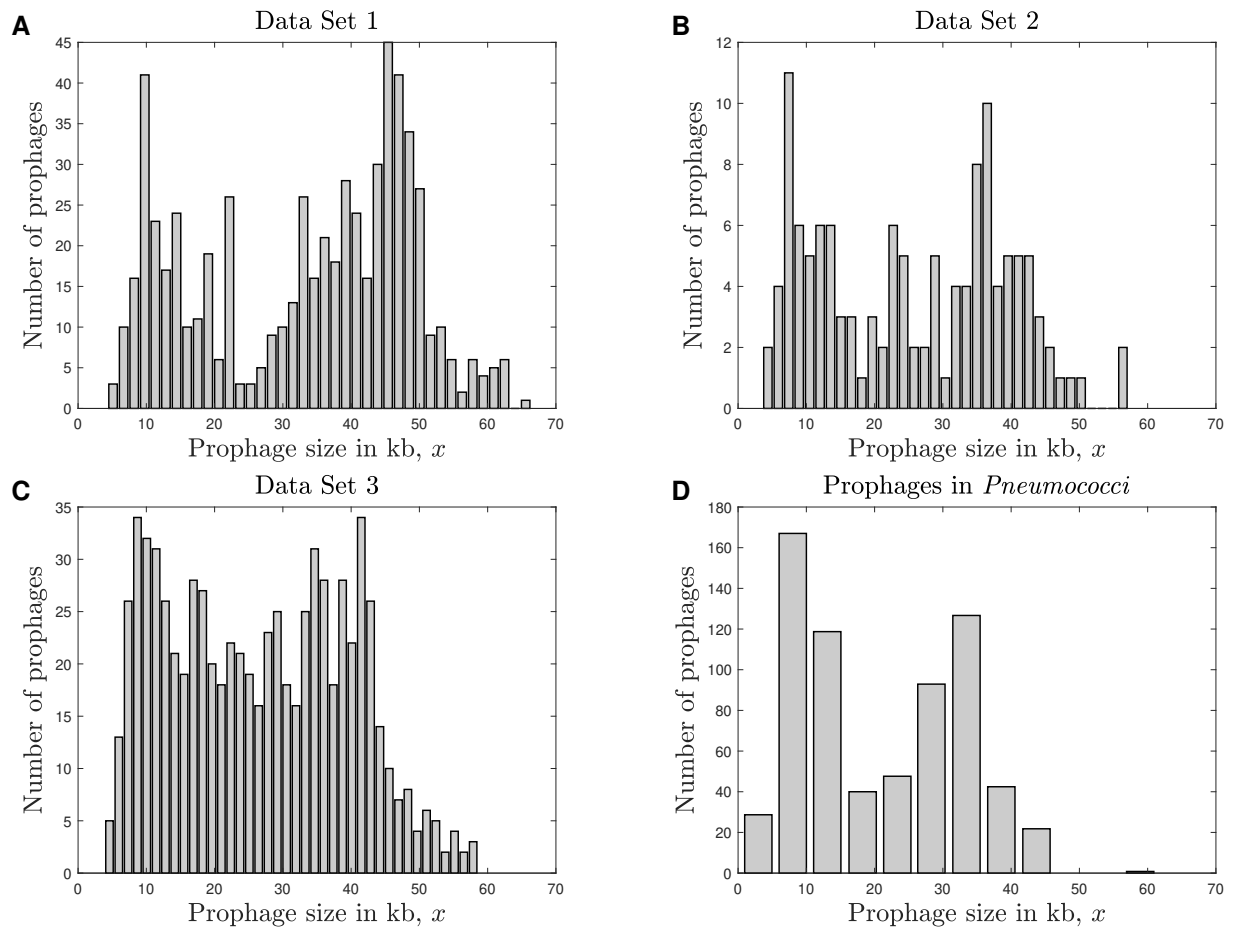 A
Data Set 1
Number of prophages
45
40
35
30
25
20
15
10
5
0
0 10 20 30 40 50 60 70
Prophage size in kb, x
B
Data Set 2
Number of prophages
12
10
8
6
4
2
0
0 10 20 30 40 50 60 70
Prophage size in kb, x
C
Data Set 3
Number of prophages
35
30
25
20
15
10
5
0
0 10 20 30 40 50 60 70
Prophage size in kb, x
D
Prophages in Pneumococci
Number of prophages
180
160
140
120
100
80
60
40
20
0
0 10 20 30 40 50 60 70
Prophage size in kb, x